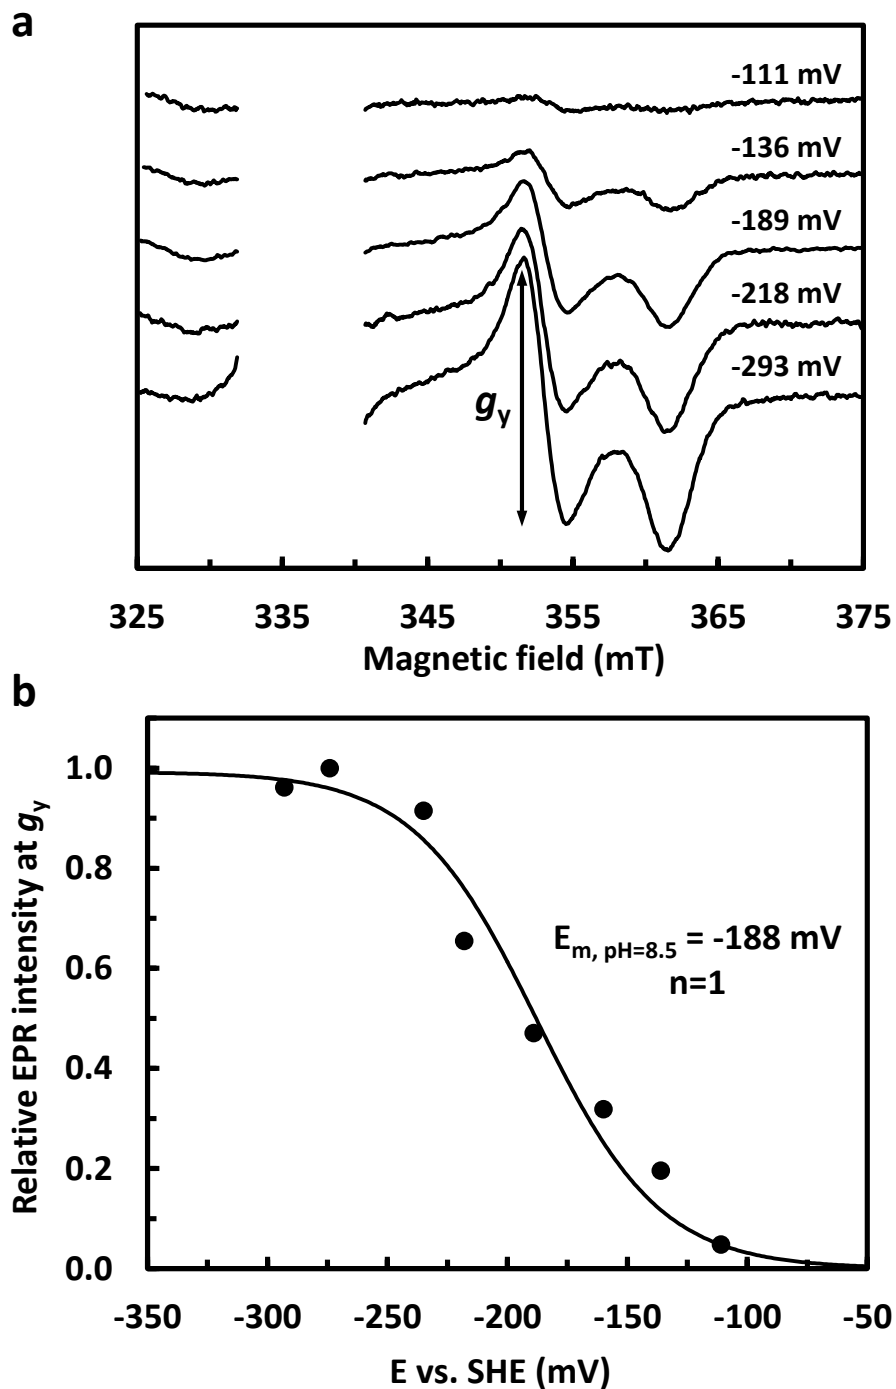 a
-111 mV
-136 mV
-189 mV
-218 mV
-293 mV
gy
325 335 345 355 365 375
Magnetic field (mT)
b
Relative EPR intensity at gy
1.0
0.8
0.6
0.4
0.2
0.0
Em, pH=8.5 = -188 mV
n=1
-350 -300 -250 -200 -150 -100 -50
E vs. SHE (mV)